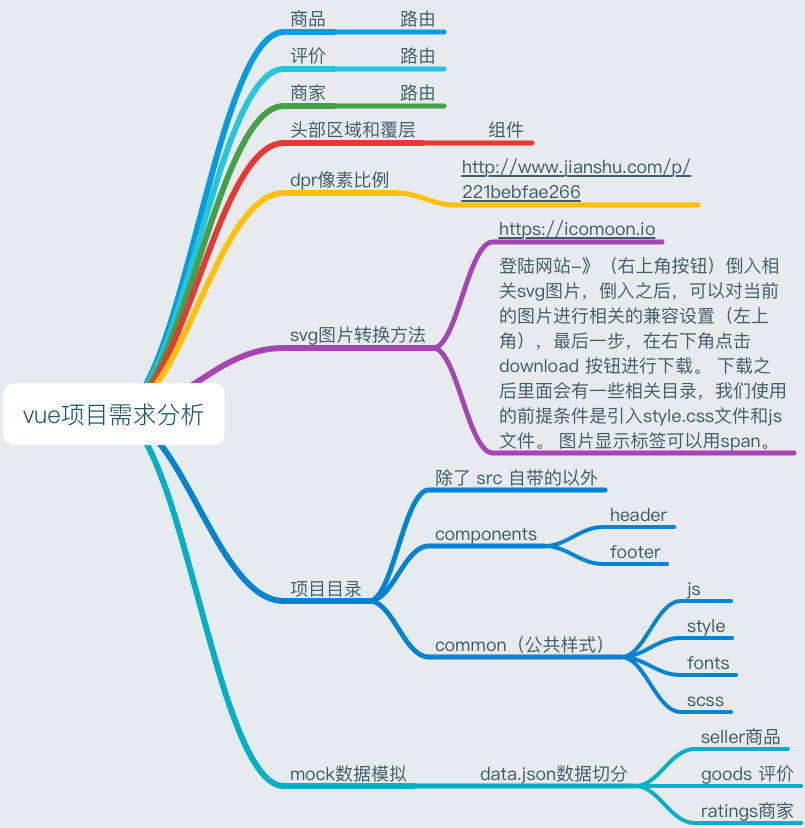 商品 路由
评价 路由
商家 路由
头部区域和覆层 组件
dpr像素比例
http://www.jianshu.com/p/
221bebfae266
svg图片转换方法
https://icomoon.io
登陆网站-》（右上角按钮）倒入相
关svg图片，倒入之后，可以对当前
的图片进行相关的兼容设置（左上
角），最后一步，在右下角点击
download 按钮进行下载。 下载之
后里面会有一些相关目录，我们使用
的前提条件是引入style.css文件和js
文件。 图片显示标签可以用span。
vue项目需求分析
项目目录
除了 src 自带的以外
components
header
footer
common（公共样式）
js
style
fonts
scss
mock数据模拟
data.json数据切分
seller商品
goods 评价
ratings商家